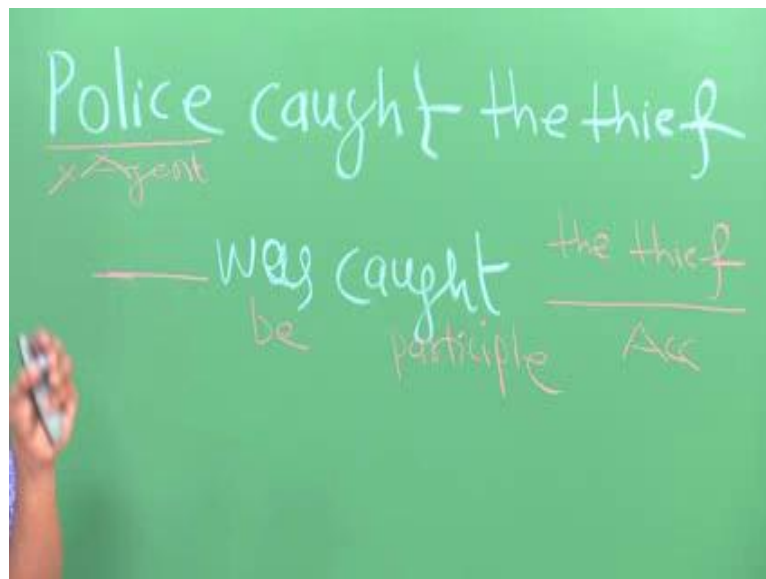 Police caught the thief
x Agent
was caught the thief
be participle Acc